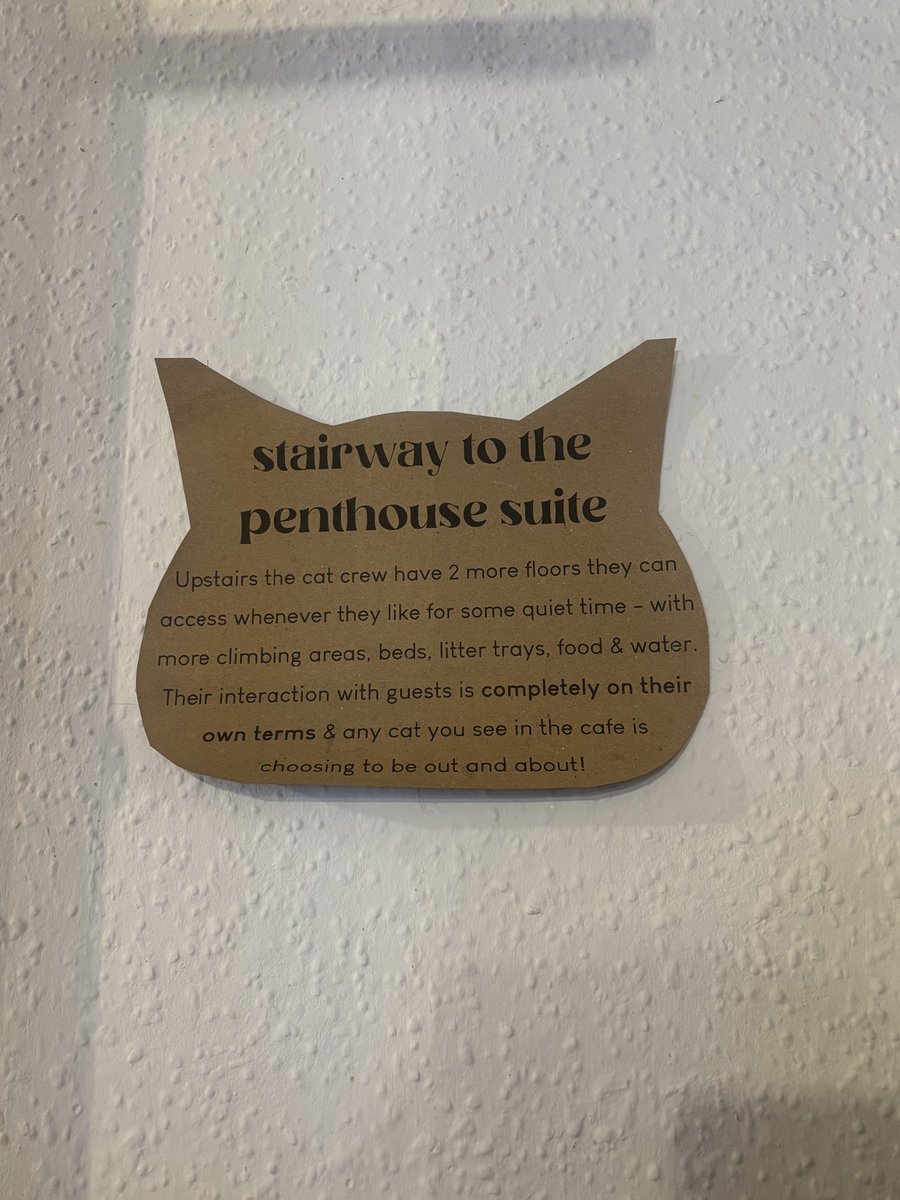 stairway to the
penthouse suite
Upstairs the cat crew have 2 more floors they can
access whenever they like for some quiet time – with
more climbing areas, beds, litter trays, food & water.
Their interaction with guests is completely on their
own terms & any cat you see in the cafe is
choosing to be out and about!